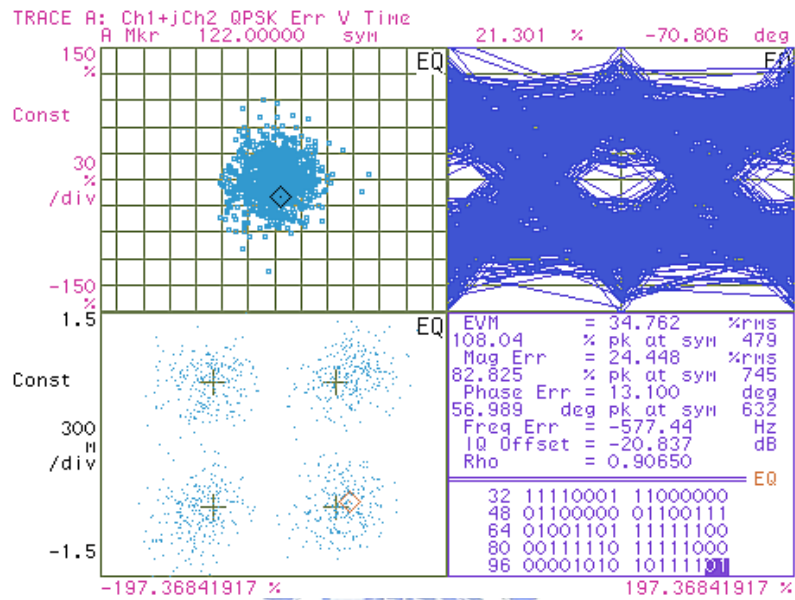 TRACE A: Ch1+jCh2 QPSK Err V Time
A Mkr 122.00000 sym 21.301 % -70.806 deg
150
%
EQ
EQ
Const
30
%
/div
-150
%
1.5
EQ
Const
300
M
/div
-1.5
EVM = 34.762 %rms
108.04 % pk at sym 479
Mag Err = 24.448 %rms
82.825 % pk at sym 745
Phase Err = 13.100 deg
56.989 deg pk at sym 632
Freq Err = -577.44 Hz
IQ Offset = -20.837 dB
Rho = 0.90650
EQ
32 11110001 11000000
48 01100000 01100111
64 01001101 11111100
80 00111110 11111000
96 00001010 10111101
-197.36841917 % 197.36841917 %